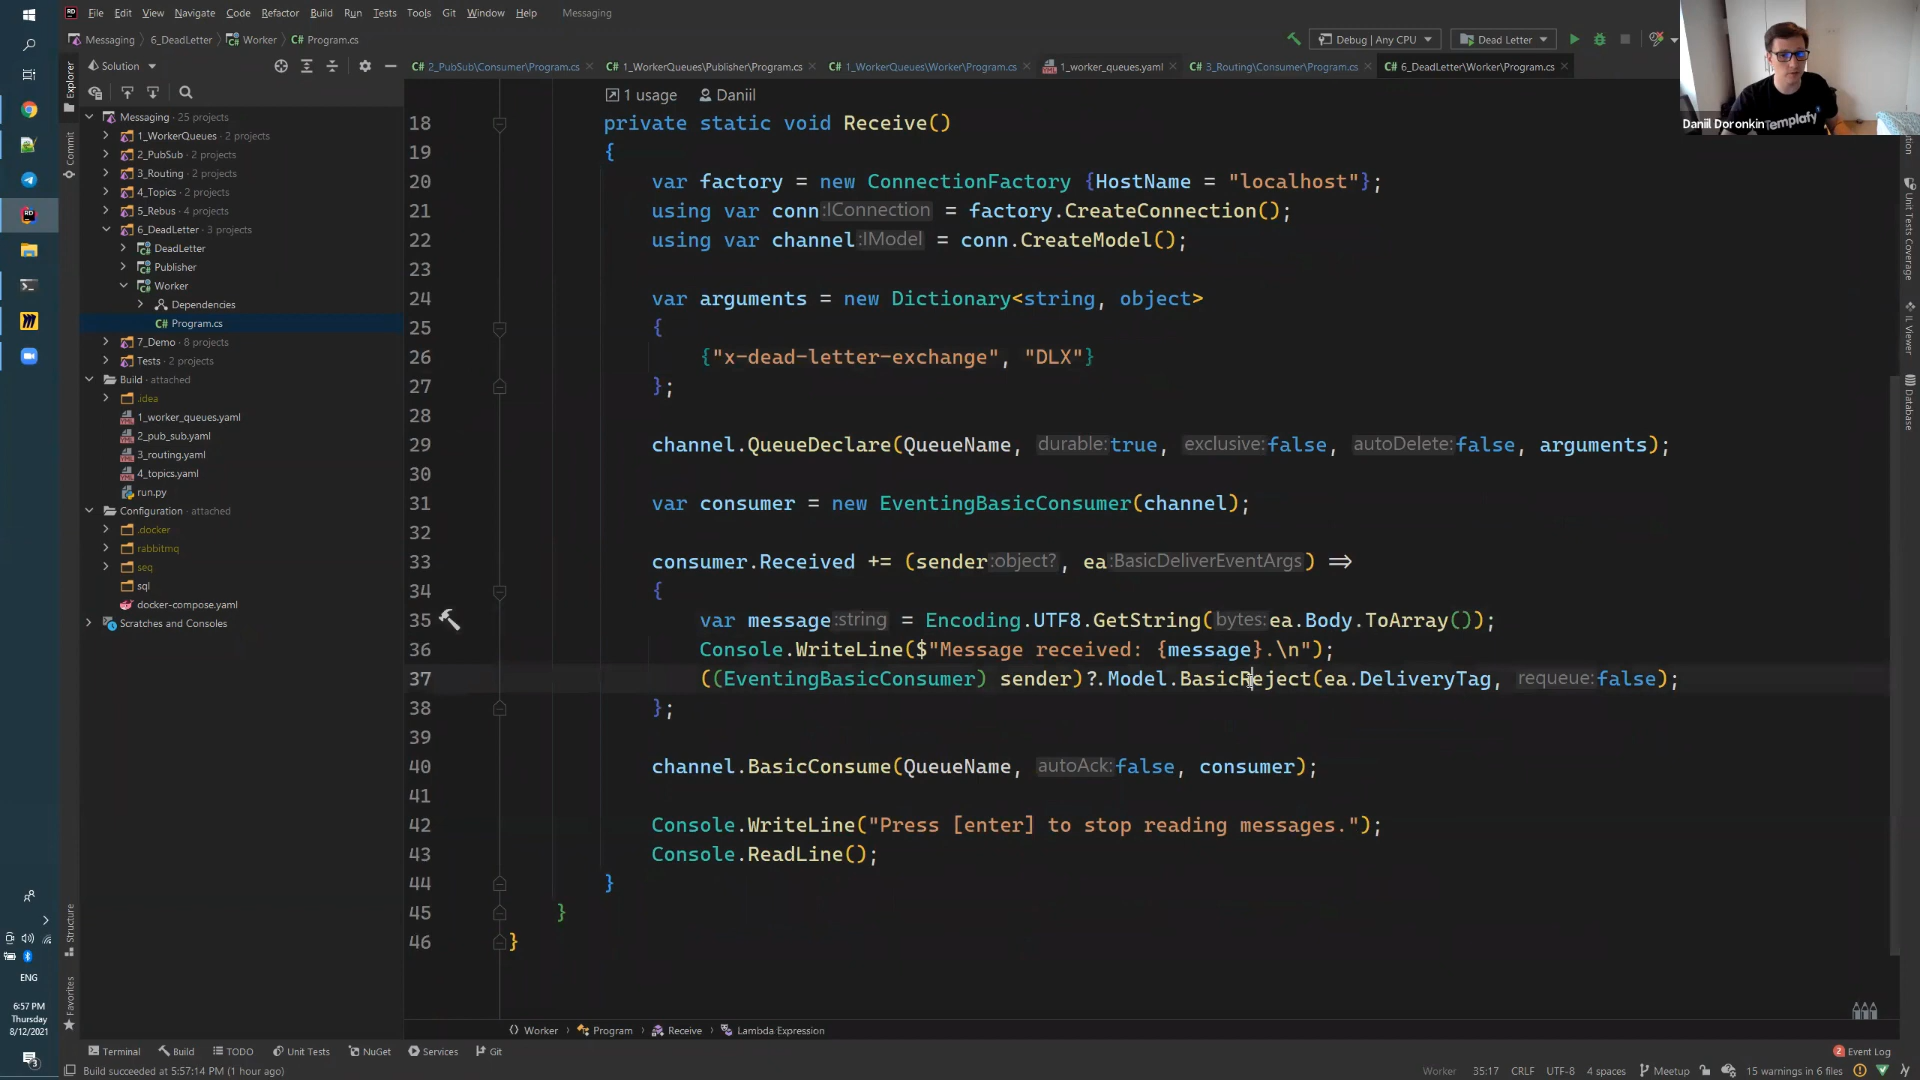 File Edit View Navigate Code Refactor Build Run Tests Tools Git Window Help Messaging
Messaging 6_DeadLetter Worker Program.cs
Debug | Any CPU Dead Letter
Solution
2_PubSub\Consumer\Program.cs 1_WorkerQueues\Publisher\Program.cs 1_WorkerQueues\Worker\Program.cs 1_worker_queues.yaml 3_Routing\Consumer\Program.cs 6_DeadLetter\Worker\Program.cs
Explorer
Commit
Structure
Favorites
Messaging · 25 projects
1_WorkerQueues · 2 projects
2_PubSub · 2 projects
3_Routing · 2 projects
4_Topics · 2 projects
5_Rebus · 4 projects
6_DeadLetter · 3 projects
DeadLetter
Publisher
Worker
Dependencies
Program.cs
7_Demo · 8 projects
Tests · 2 projects
Build · attached
.idea
1_worker_queues.yaml
2_pub_sub.yaml
3_routing.yaml
4_topics.yaml
run.py
Configuration · attached
.docker
rabbitmq
seq
sql
docker-compose.yaml
Scratches and Consoles
1 usage Daniil
18 private static void Receive()
19 {
20 var factory = new ConnectionFactory {HostName = "localhost"};
21 using var conn:IConnection = factory.CreateConnection();
22 using var channel:IModel = conn.CreateModel();
23
24 var arguments = new Dictionary<string, object>
25 {
26 {"x-dead-letter-exchange", "DLX"}
27 };
28
29 channel.QueueDeclare(QueueName, durable:true, exclusive:false, autoDelete:false, arguments);
30
31 var consumer = new EventingBasicConsumer(channel);
32
33 consumer.Received += (sender:object?, ea:BasicDeliverEventArgs) =>
34 {
35 var message:string = Encoding.UTF8.GetString(bytes:ea.Body.ToArray());
36 Console.WriteLine($"Message received: {message}.\n");
37 ((EventingBasicConsumer) sender)?.Model.BasicReject(ea.DeliveryTag, requeue:false);
38 };
39
40 channel.BasicConsume(QueueName, autoAck:false, consumer);
41
42 Console.WriteLine("Press [enter] to stop reading messages.");
43 Console.ReadLine();
44 }
45 }
46 }
Daniil Doronkin
Templafy
Unit Tests Coverage
IL Viewer
Database
Worker Program Receive Lambda Expression
Terminal Build TODO Unit Tests NuGet Services Git
2 Event Log
Build succeeded at 5:57:14 PM (1 hour ago)
Worker 35:17 CRLF UTF-8 4 spaces Meetup 15 warnings in 6 files
ENG
6:57 PM
Thursday
8/12/2021